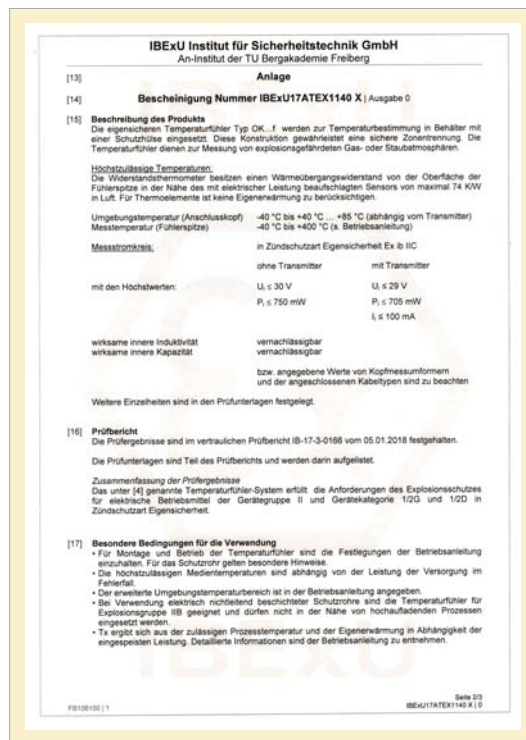 IBExU Institut für Sicherheitstechnik GmbH
An-Institut der TU Bergakademie Freiberg
[13] Anlage
[14] Bescheinigung Nummer IBExU17ATEX1140 X | Ausgabe 0
[15] Beschreibung des Produkts
Die eigensicheren Temperaturfühler Typ OK...f werden zur Temperaturbestimmung in Behälter mit
einer Schutzhülse eingesetzt. Diese Konstruktion gewährleistet eine sichere Zonentrennung. Die
Temperaturfühler dienen zur Messung von explosionsgefährdeten Gas- oder Staubatmosphären.
Höchstzulässige Temperaturen:
Die Widerstandsthermometer besitzen einen Wärmeübergangswiderstand von der Oberfläche der
Fühlerspitze in der Nähe des mit elektrischer Leistung beaufschlagten Sensors von maximal 74 K/W
in Luft. Für Thermoelemente ist keine Eigenerwärmung zu berücksichtigen.
Umgebungstemperatur (Anschlusskopf) -40 °C bis +40 °C ... +85 °C (abhängig vom Transmitter)
Messtemperatur (Fühlerspitze) -40 °C bis +400 °C (s. Betriebsanleitung)
Messstromkreis: in Zündschutzart Eigensicherheit Ex ib IIC
ohne Transmitter mit Transmitter
mit den Höchstwerten: Uᵢ ≤ 30 V Uᵢ ≤ 29 V
Pᵢ ≤ 750 mW Pᵢ ≤ 705 mW
Iᵢ ≤ 100 mA
wirksame innere Induktivität vernachlässigbar
wirksame innere Kapazität vernachlässigbar
bzw. angegebene Werte von Kopfmessumformern
und der angeschlossenen Kabeltypen sind zu beachten
Weitere Einzelheiten sind in den Prüfunterlagen festgelegt.
[16] Prüfbericht
Die Prüfergebnisse sind im vertraulichen Prüfbericht IB-17-3-0166 vom 05.01.2018 festgehalten.
Die Prüfunterlagen sind Teil des Prüfberichts und werden darin aufgelistet.
Zusammenfassung der Prüfergebnisse
Das unter [4] genannte Temperaturfühler-System erfüllt die Anforderungen des Explosionsschutzes
für elektrische Betriebsmittel der Gerätegruppe II und Gerätekategorie 1/2G und 1/2D in
Zündschutzart Eigensicherheit.
[17] Besondere Bedingungen für die Verwendung
• Für Montage und Betrieb der Temperaturfühler sind die Festlegungen der Betriebsanleitung
einzuhalten. Für das Schutzrohr gelten besondere Hinweise.
• Die höchstzulässigen Medientemperaturen sind abhängig von der Leistung der Versorgung im
Fehlerfall.
• Der erweiterte Umgebungstemperaturbereich ist in der Betriebsanleitung angegeben.
• Bei Verwendung elektrisch nichtleitend beschichteter Schutzrohre sind die Temperaturfühler für
Explosionsgruppe IIB geeignet und dürfen nicht in der Nähe von hochaufladenden Prozessen
eingesetzt werden.
• Tx ergibt sich aus der zulässigen Prozesstemperatur und der Eigenerwärmung in Abhängigkeit der
eingespeisten Leistung. Detaillierte Informationen sind der Betriebsanleitung zu entnehmen.
IBExU
Seite 2/3
FB106100 | 1 IBExU17ATEX1140 X | 0